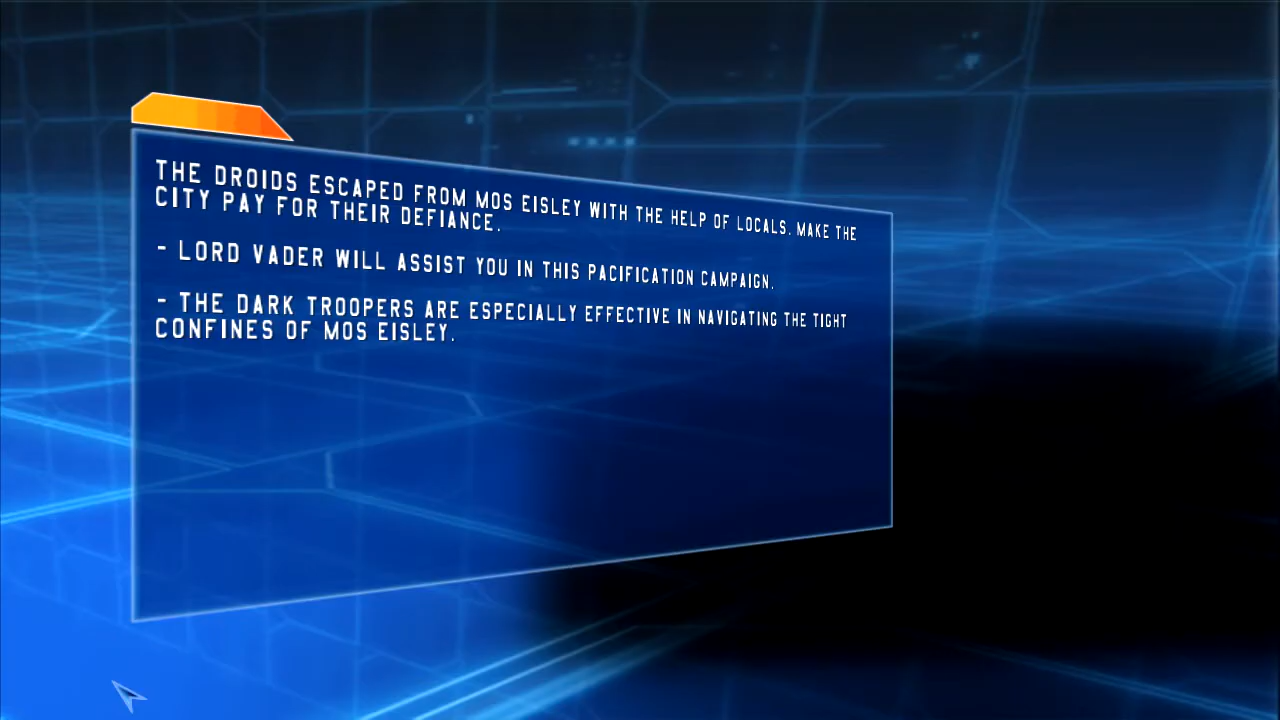 THE DROIDS ESCAPED FROM MOS EISLEY WITH THE HELP OF LOCALS. MAKE THE
CITY PAY FOR THEIR DEFIANCE.
- LORD VADER WILL ASSIST YOU IN THIS PACIFICATION CAMPAIGN.
- THE DARK TROOPERS ARE ESPECIALLY EFFECTIVE IN NAVIGATING THE TIGHT
CONFINES OF MOS EISLEY.